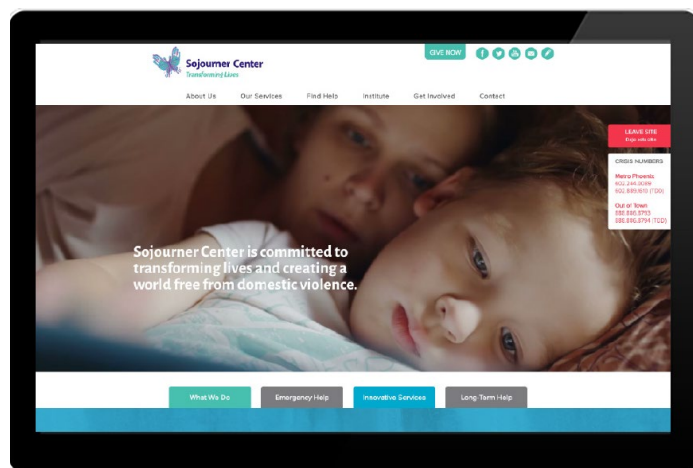 Sojourner Center
Transforming Lives
GIVE NOW
About Us Our Services Find Help Institute Get Involved Contact
LEAVE SITE
CRISIS NUMBERS
Metro Phoenix
(TDD)
Out of Town
(TDD)
Sojourner Center is committed to
transforming lives and creating a
world free from domestic violence.
What We Do Emergency Help Innovative Services Long-Term Help